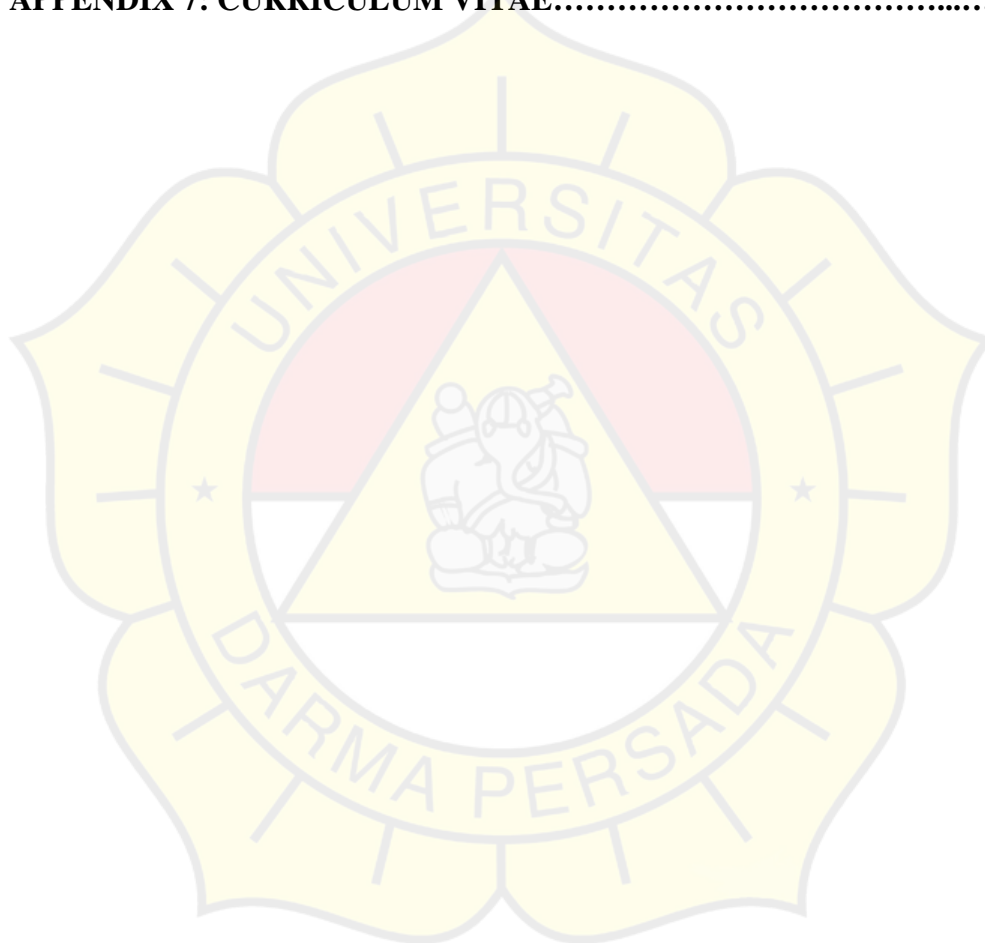 APPENDIX 7: CURRICULUM VITAE………………………………...…
UNIVERSITAS
DARMA PERSADA